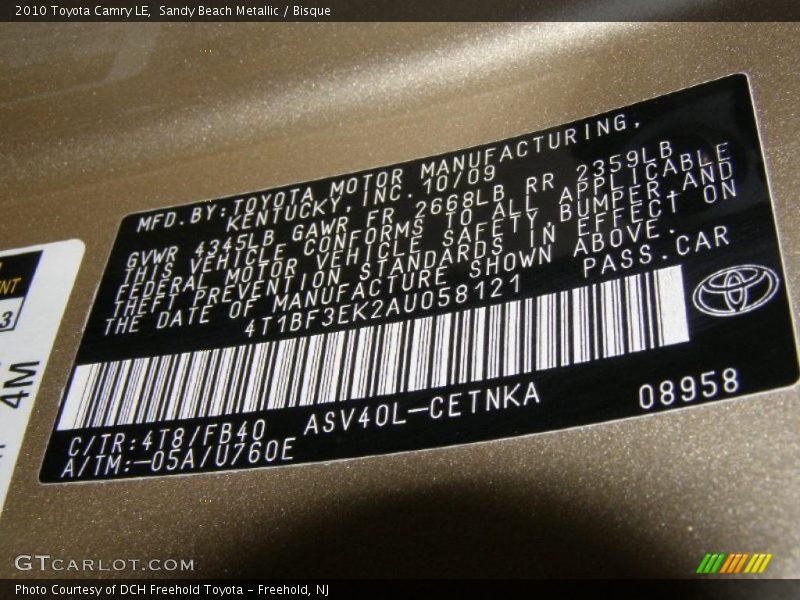 2010 Toyota Camry LE, Sandy Beach Metallic / Bisque
MFD.BY:TOYOTA MOTOR MANUFACTURING,
KENTUCKY, INC. 10/09
GVWR 4345LB GAWR FR 2668LB RR 2359LB
THIS VEHICLE CONFORMS TO ALL APPLICABLE
FEDERAL MOTOR VEHICLE SAFETY, BUMPER, AND
THEFT PREVENTION STANDARDS IN EFFECT ON
THE DATE OF MANUFACTURE SHOWN ABOVE.
4T1BF3EK2AU058121 PASS.CAR
C/TR:4T8/FB40 ASV40L-CETNKA 08958
A/TM:-05A/U760E
NT
3
4M
GTCARLOT.COM
Photo Courtesy of DCH Freehold Toyota - Freehold, NJ